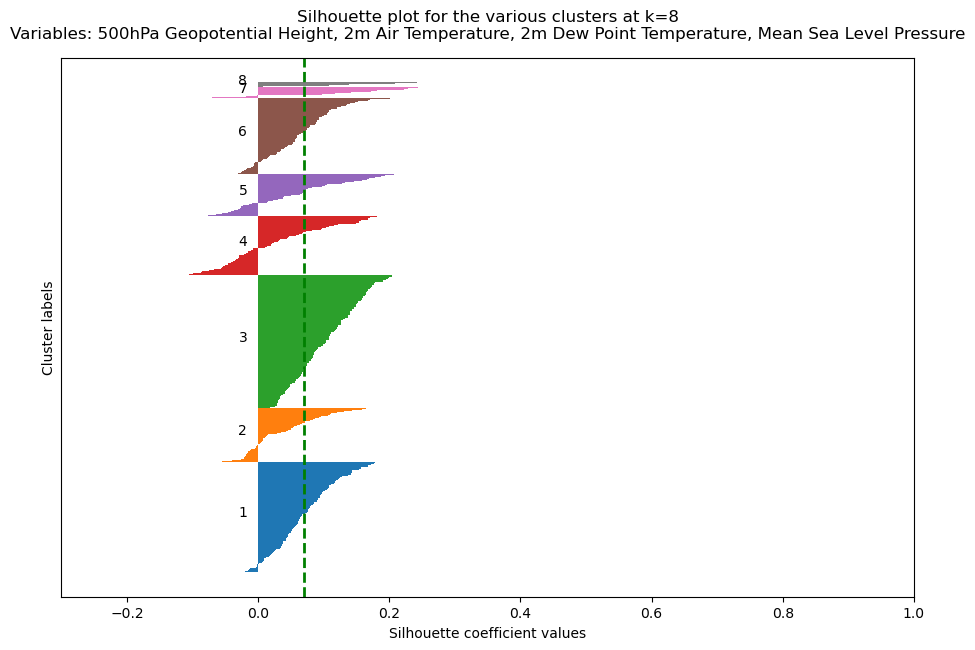 Silhouette plot for the various clusters at k=8
Variables: 500hPa Geopotential Height, 2m Air Temperature, 2m Dew Point Temperature, Mean Sea Level Pressure
8
7
6
5
4
3
2
1
Cluster labels
−0.2 0.0 0.2 0.4 0.6 0.8 1.0
Silhouette coefficient values